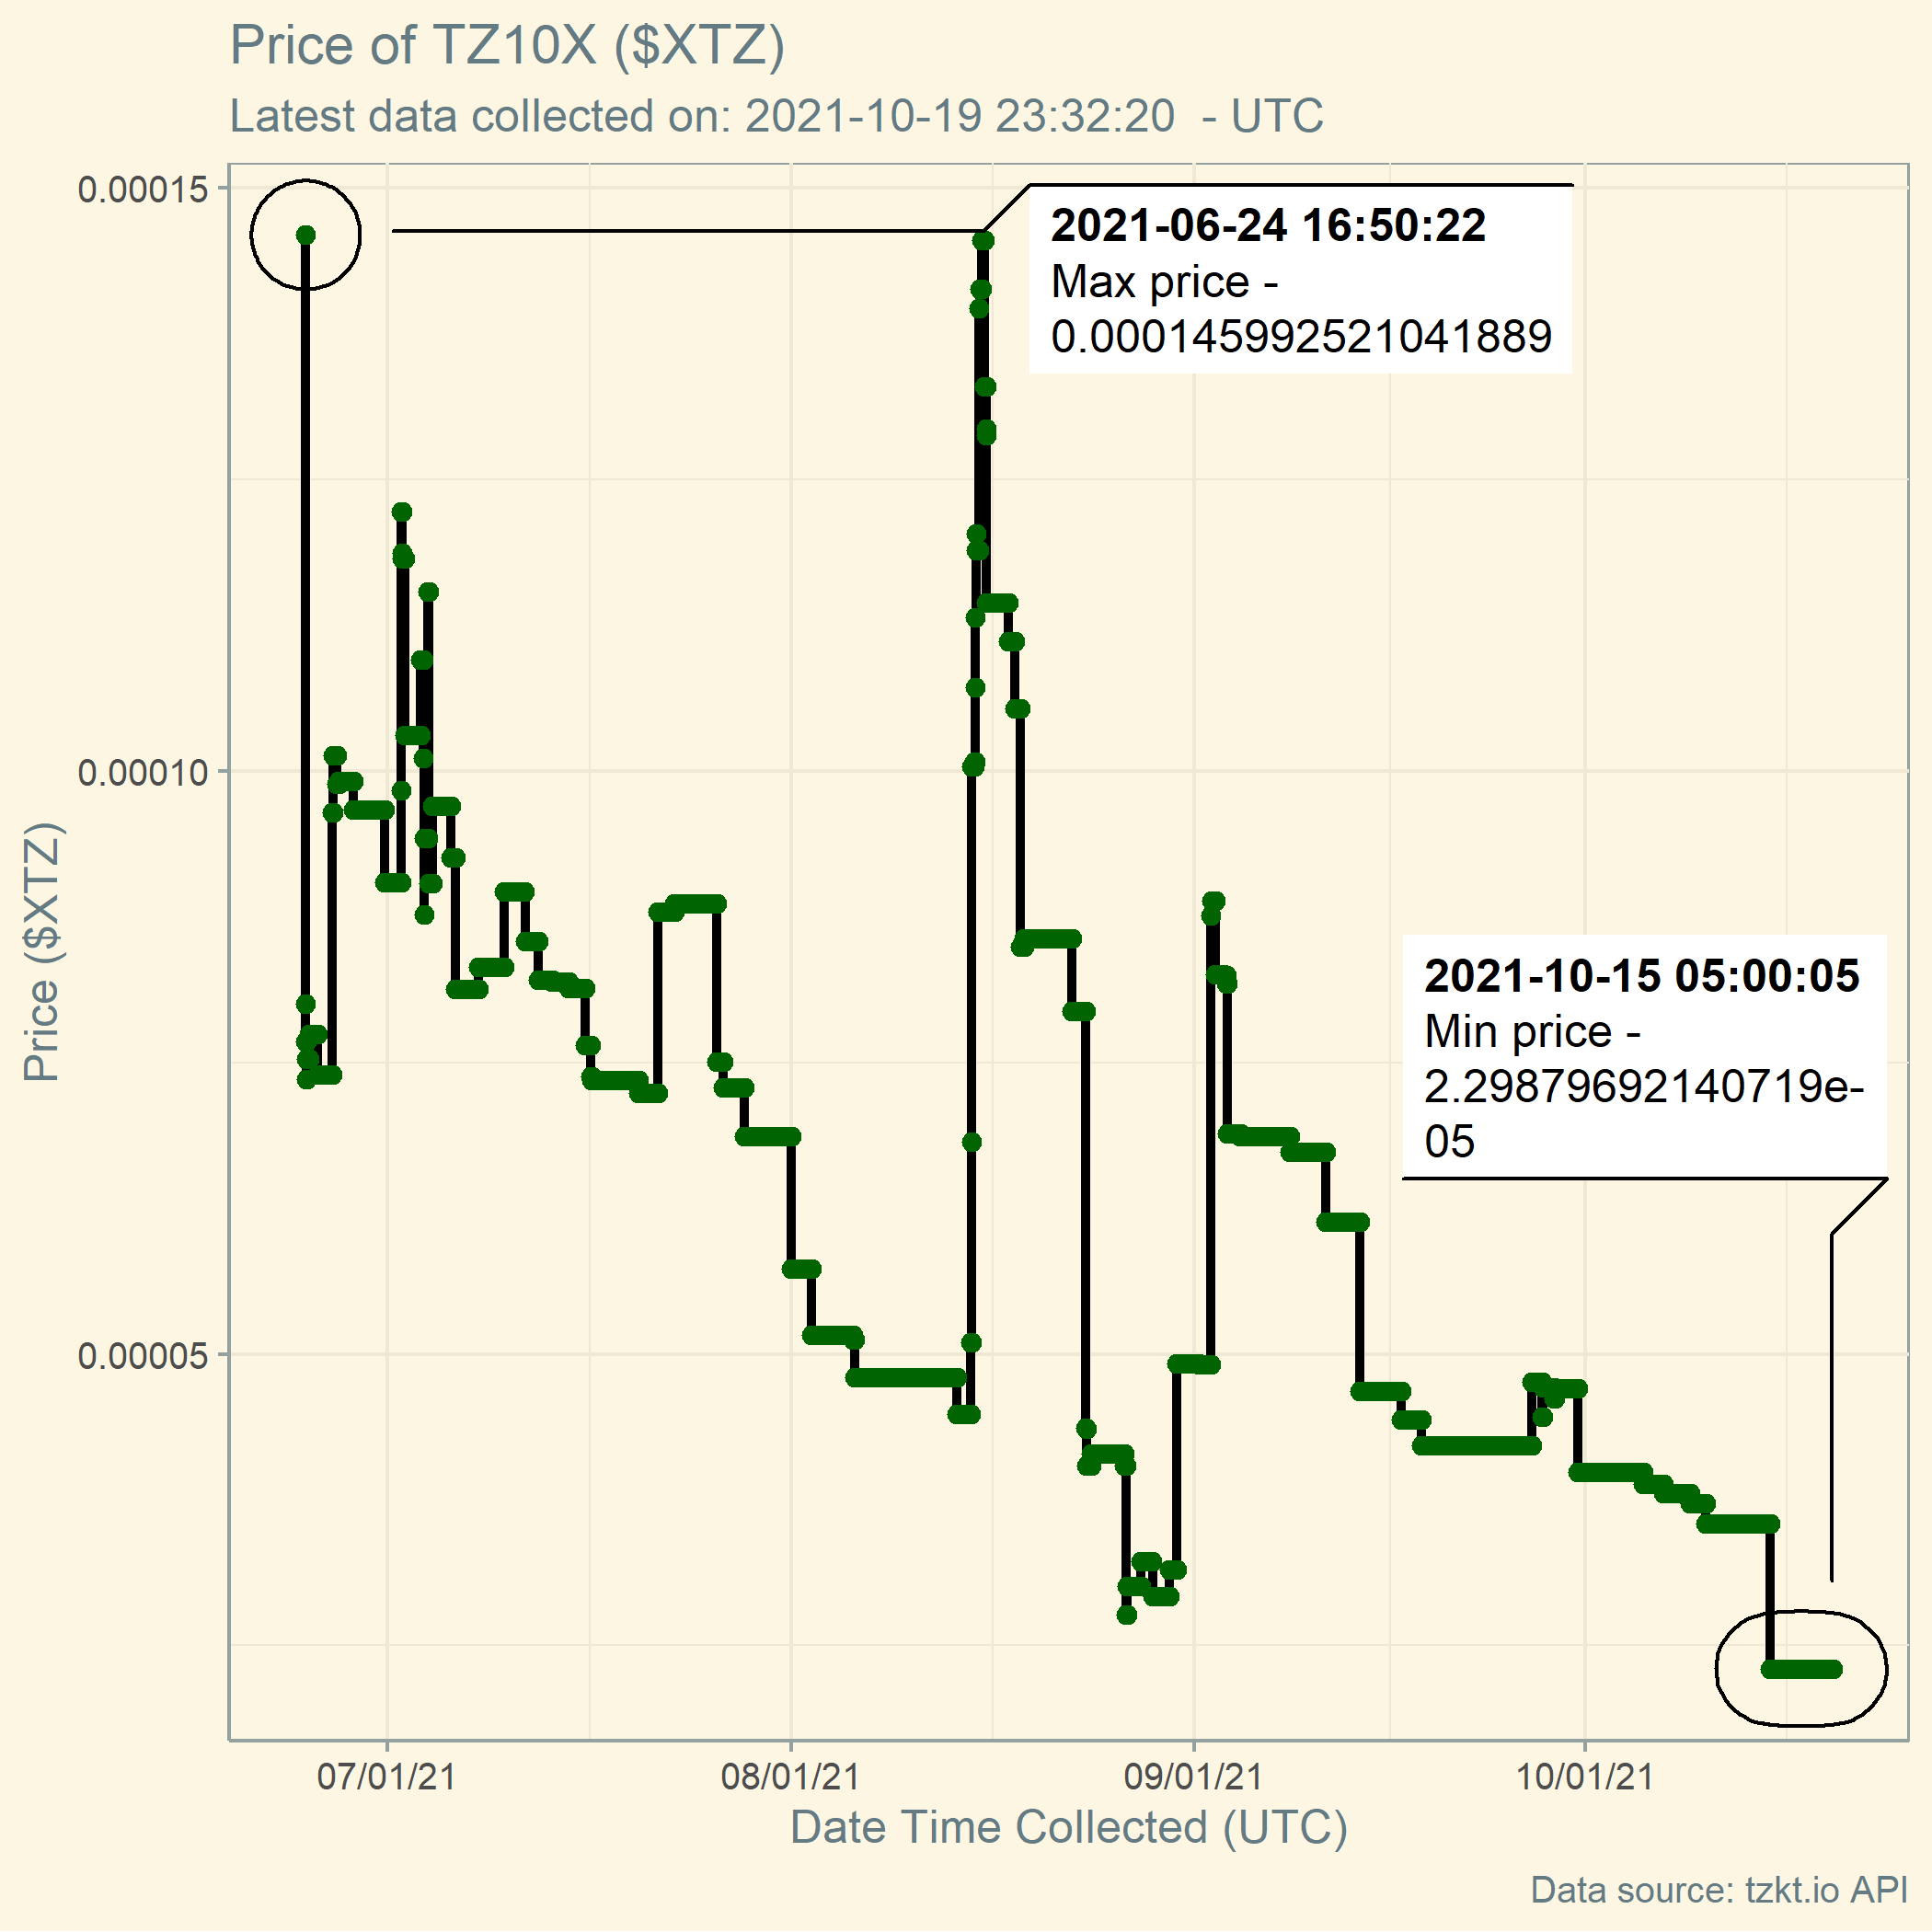 Price of TZ10X ($XTZ)
Latest data collected on: 2021-10-19 23:32:20  - UTC
0.00015
0.00010
0.00005
Price ($XTZ)
2021-06-24 16:50:22
Max price -
0.000145992521041889
2021-10-15 05:00:05
Min price -
2.29879692140719e-
05
07/01/21
08/01/21
09/01/21
10/01/21
Date Time Collected (UTC)
Data source: tzkt.io API